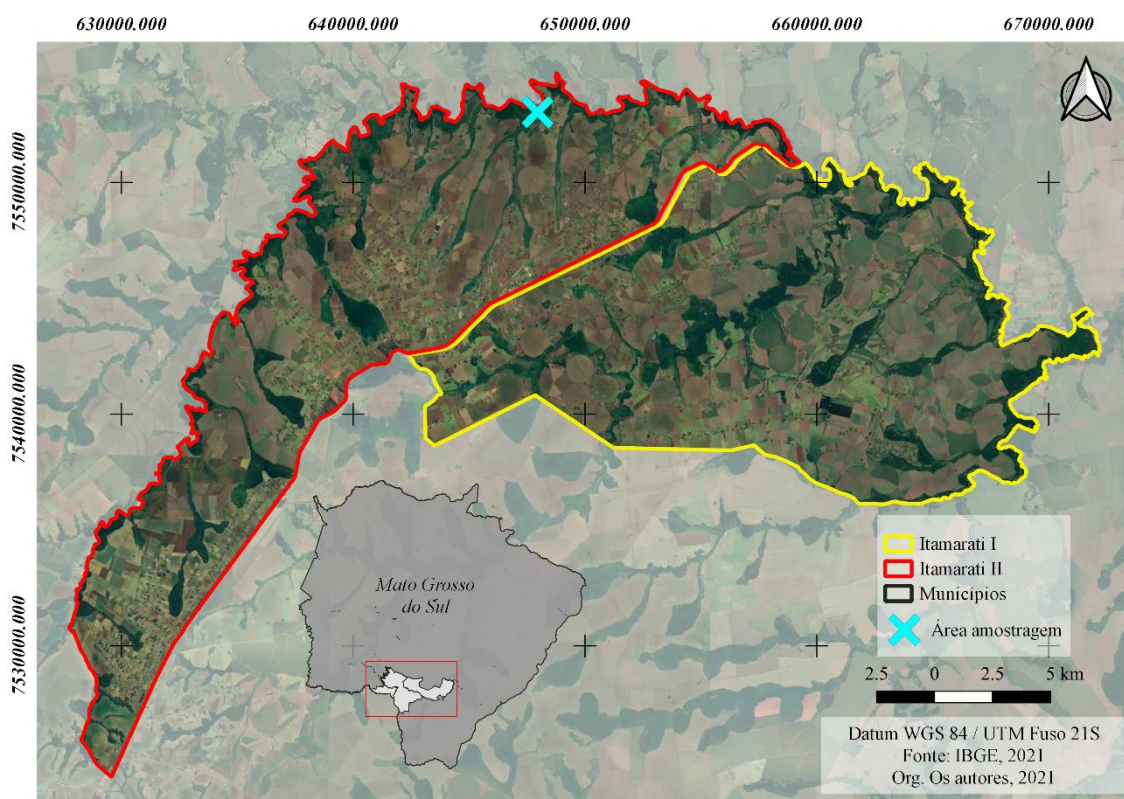 630000.000 640000.000 650000.000 660000.000 670000.000
7550000.000
7540000.000
7530000.000
Mato Grosso
do Sul
Itamarati I
Itamarati II
Municípios
Área amostragem
2.5 0 2.5 5 km
Datum WGS 84 / UTM Fuso 21S
Fonte: IBGE, 2021
Org. Os autores, 2021